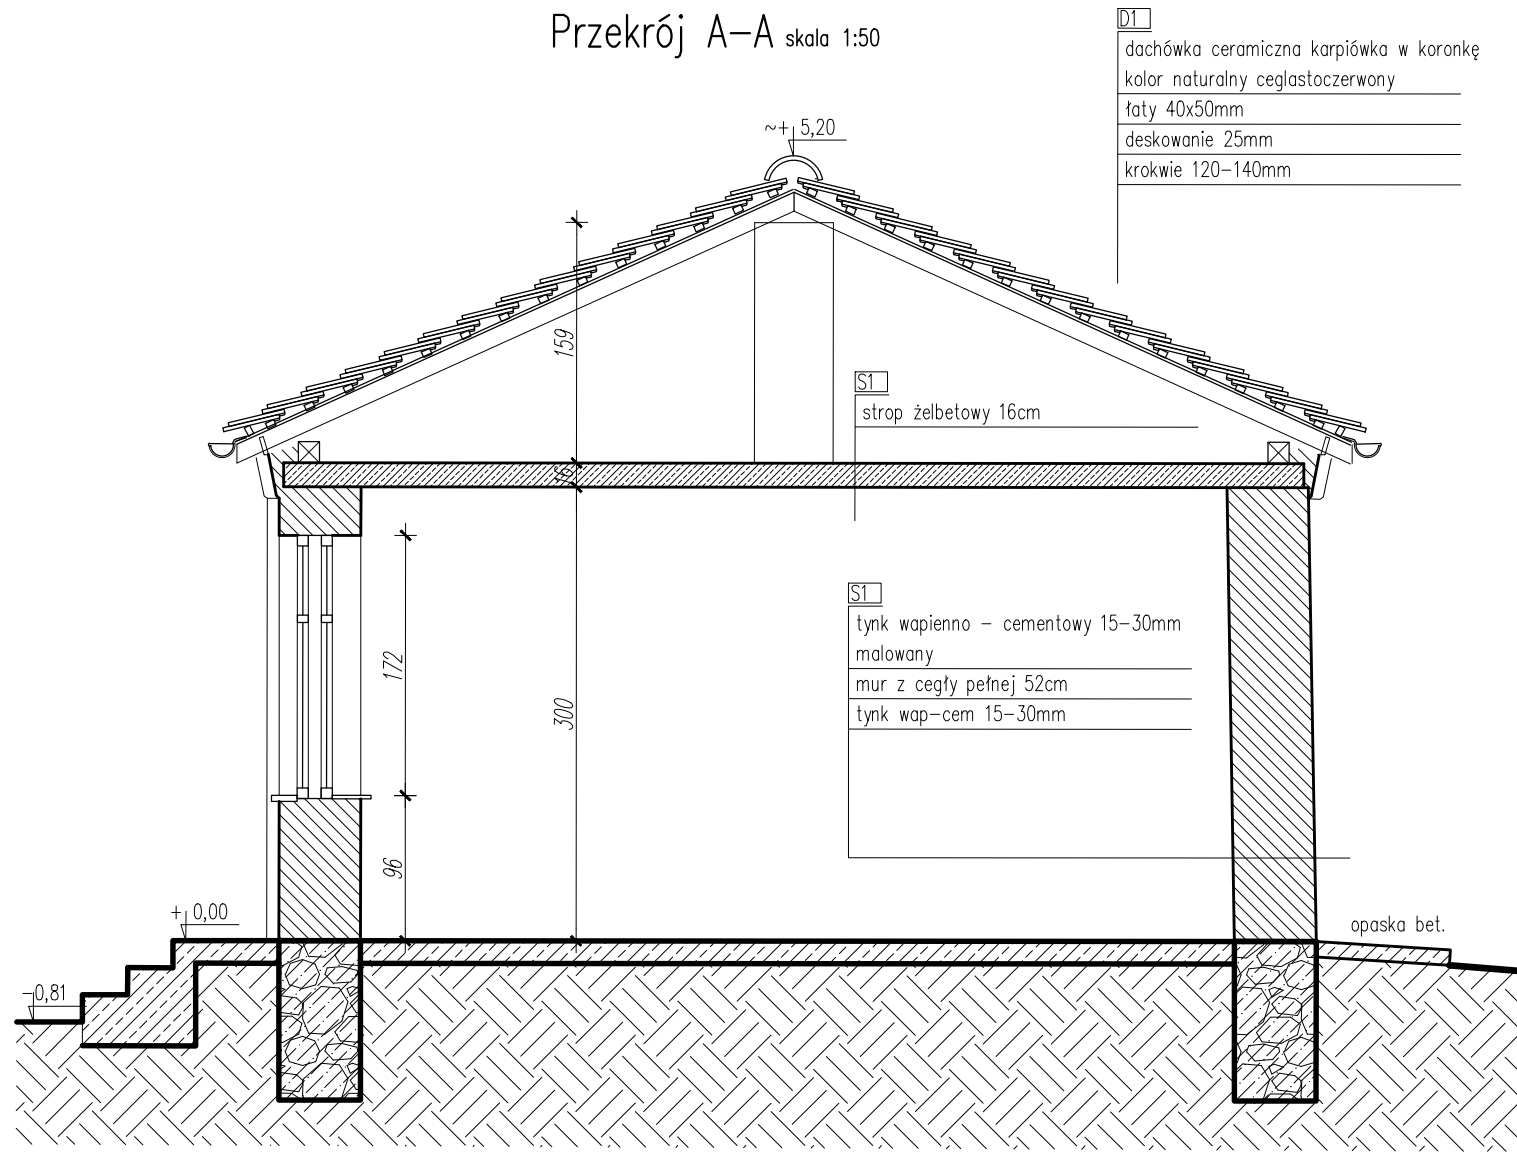 Przekrój A-A skala 1:50
D1
dachówka ceramiczna karpiówka w koronkę
kolor naturalny ceglastoczerwony
łaty 40x50mm
deskowanie 25mm
krokwie 120-140mm
~+ 5,20
159
S1
strop żelbetowy 16cm
16
S1
tynk wapienno - cementowy 15-30mm
malowany
mur z cegły pełnej 52cm
tynk wap-cem 15-30mm
172
300
96
+ 0,00
opaska bet.
-0,81